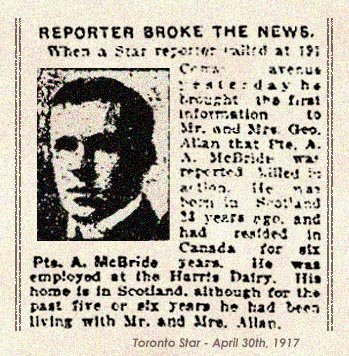 REPORTER BROKE THE NEWS.
When a Star reporter called at 191
avenue
yesterday he
brought the first
information to
Mr. and Mrs. Geo.
Allan that Pte. A.
A. McBride was
reported killed in
action. He was
born in Scotland
years ago, and
had resided in
Canada for six
years. He was
Pts. A. McBride
employed at the Harris Dairy. His
home is in Scotland, although for the
past five or six years he had been
living with Mr. and Mrs. Allan.
Toronto Star - April 30th, 1917